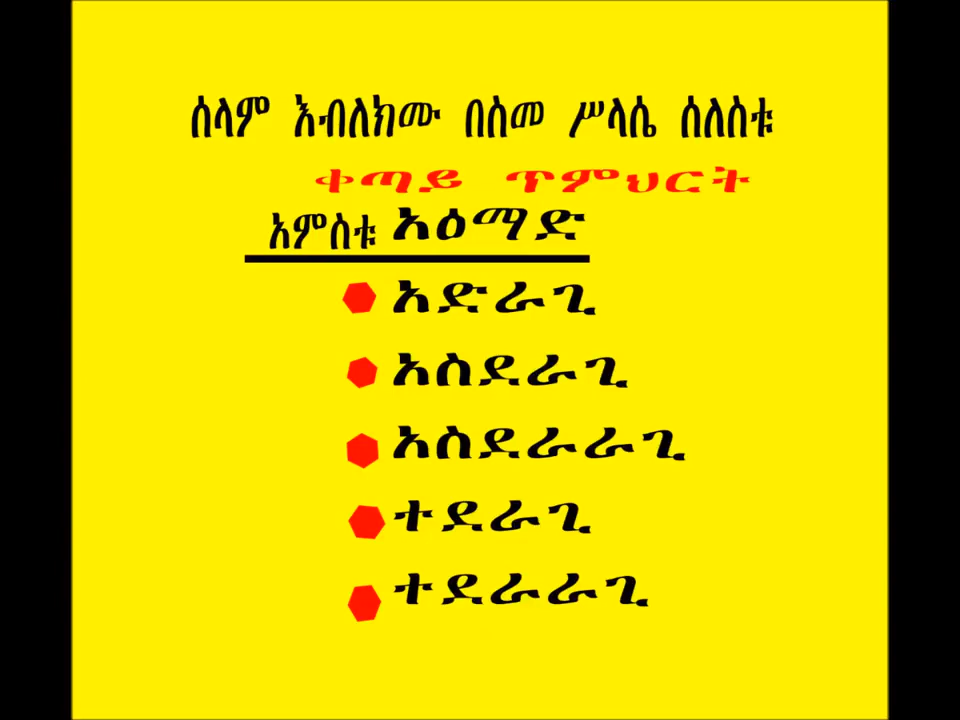 ሰላም እብለክሙ በስመ ሥላሴ ሰለስቱ
ቀጣይ ጥምህርት
አምስቱ አዕማድ
አድራጊ
አስደራጊ
አስደራራጊ
ተደራጊ
ተደራራጊ